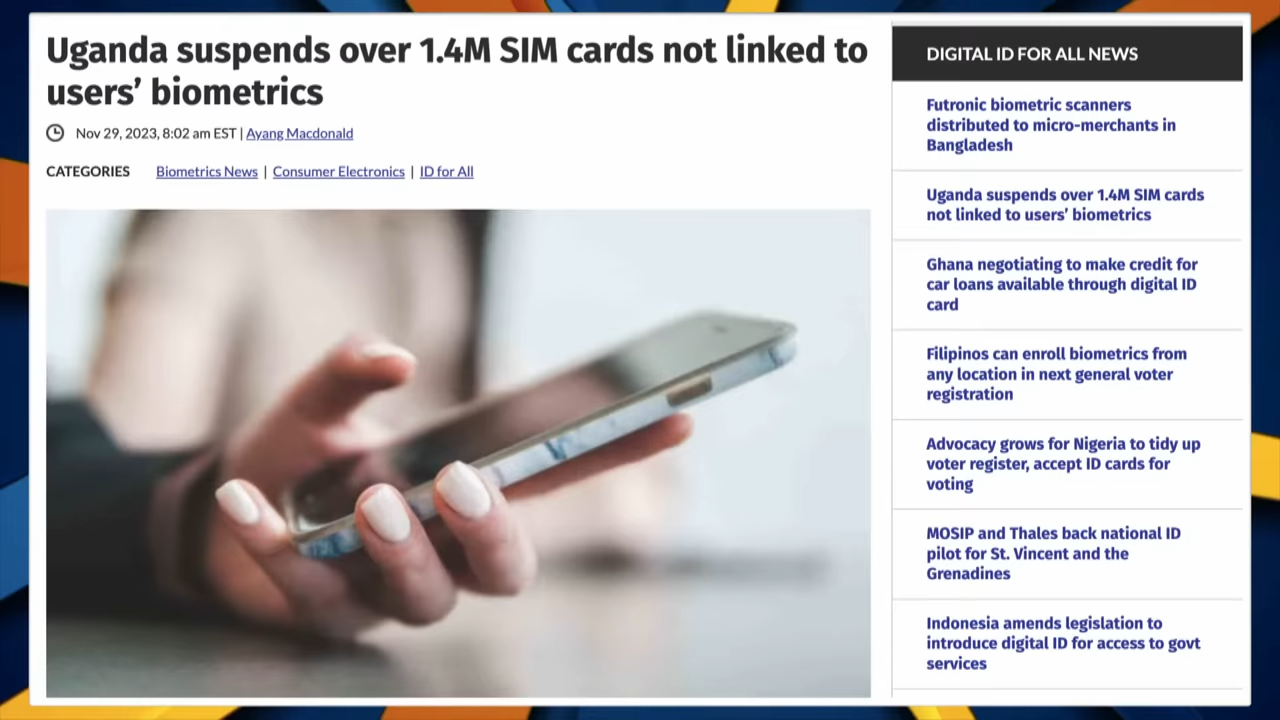 Uganda suspends over 1.4M SIM cards not linked to
users’ biometrics
Nov 29, 2023, 8:02 am EST | Ayang Macdonald
CATEGORIES Biometrics News | Consumer Electronics | ID for All
DIGITAL ID FOR ALL NEWS
Futronic biometric scanners
distributed to micro-merchants in
Bangladesh
Uganda suspends over 1.4M SIM cards
not linked to users’ biometrics
Ghana negotiating to make credit for
car loans available through digital ID
card
Filipinos can enroll biometrics from
any location in next general voter
registration
Advocacy grows for Nigeria to tidy up
voter register, accept ID cards for
voting
MOSIP and Thales back national ID
pilot for St. Vincent and the
Grenadines
Indonesia amends legislation to
introduce digital ID for access to govt
services